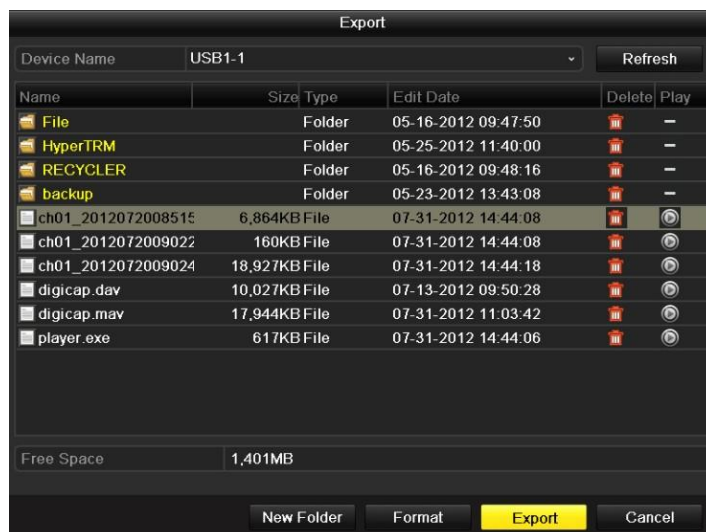 Export
Device Name USB1-1 Refresh
Name Size Type Edit Date Delete Play
File Folder 05-16-2012 09:47:50 –
HyperTRM Folder 05-25-2012 11:40:00 –
RECYCLER Folder 05-16-2012 09:48:16 –
backup Folder 05-23-2012 13:43:08 –
ch01_2012072008515 6,864KB File 07-31-2012 14:44:08
ch01_2012072009022 160KB File 07-31-2012 14:44:08
ch01_2012072009024 18,927KB File 07-31-2012 14:44:18
digicap.dav 10,027KB File 07-13-2012 09:50:28
digicap.mav 17,944KB File 07-31-2012 11:03:42
player.exe 617KB File 07-31-2012 14:44:06
Free Space 1,401MB
New Folder Format Export Cancel